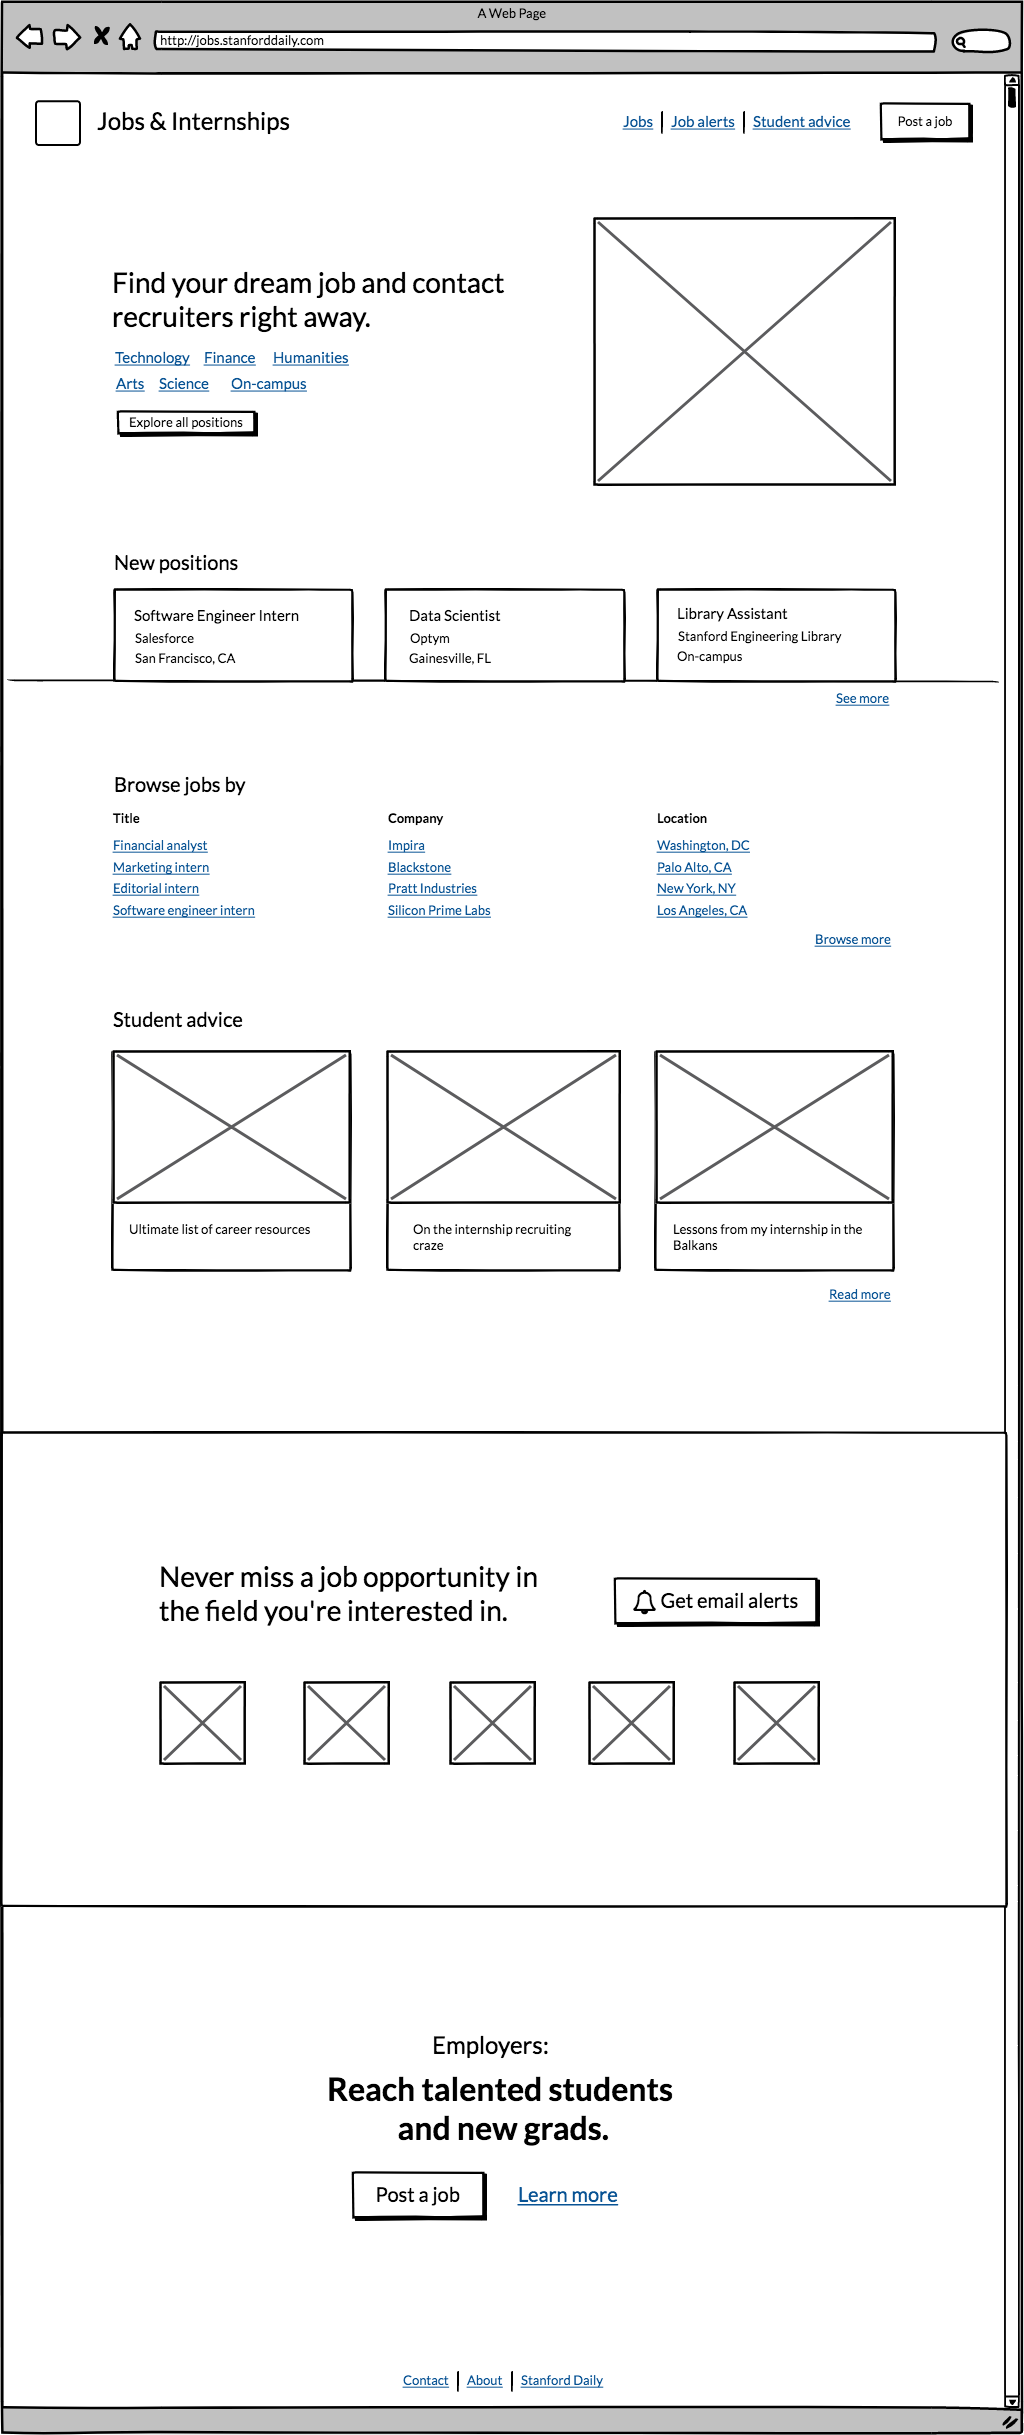 A Web Page
http://jobs.stanforddaily.com
Jobs & Internships
Jobs | Job alerts | Student advice
Post a job
Find your dream job and contact
recruiters right away.
Technology Finance Humanities
Arts Science On-campus
Explore all positions
New positions
Software Engineer Intern
Salesforce
San Francisco, CA
Data Scientist
Optym
Gainesville, FL
Library Assistant
Stanford Engineering Library
On-campus
See more
Browse jobs by
Title
Financial analyst
Marketing intern
Editorial intern
Software engineer intern
Company
Impira
Blackstone
Pratt Industries
Silicon Prime Labs
Location
Washington, DC
Palo Alto, CA
New York, NY
Los Angeles, CA
Browse more
Student advice
Ultimate list of career resources
On the internship recruiting
craze
Lessons from my internship in the
Balkans
Read more
Never miss a job opportunity in
the field you're interested in.
Get email alerts
Employers:
Reach talented students
and new grads.
Post a job
Learn more
Contact | About | Stanford Daily